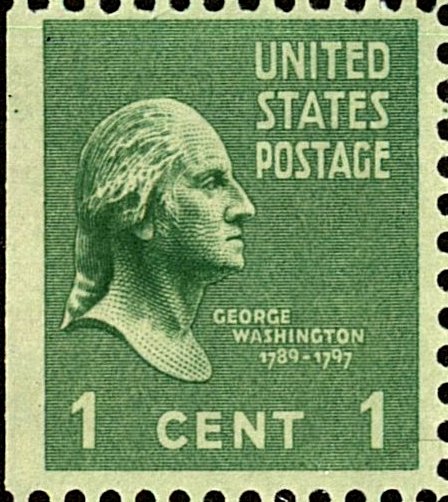 UNITED
STATES
POSTAGE
GEORGE
WASHINGTON
1789-1797
1 CENT 1